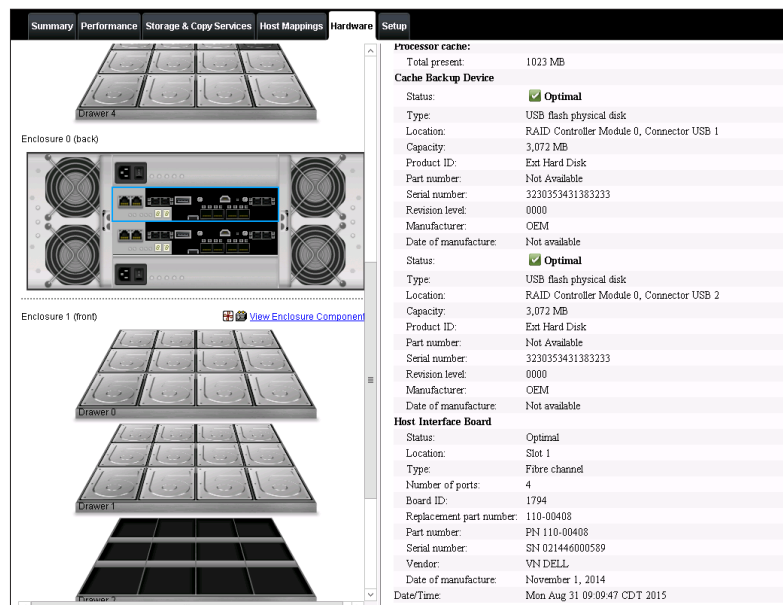 Summary Performance Storage & Copy Services Host Mappings Hardware Setup
Drawer 4
Enclosure 0 (back)
Enclosure 1 (front) View Enclosure Component
Drawer 0
Drawer 1
Drawer 2
Processor cache:
Total present: 1023 MB
Cache Backup Device
Status: Optimal
Type: USB flash physical disk
Location: RAID Controller Module 0, Connector USB 1
Capacity: 3,072 MB
Product ID: Ext Hard Disk
Part number: Not Available
Serial number: 3230353431383233
Revision level: 0000
Manufacturer: OEM
Date of manufacture: Not available
Status: Optimal
Type: USB flash physical disk
Location: RAID Controller Module 0, Connector USB 2
Capacity: 3,072 MB
Product ID: Ext Hard Disk
Part number: Not Available
Serial number: 3230353431383233
Revision level: 0000
Manufacturer: OEM
Date of manufacture: Not available
Host Interface Board
Status: Optimal
Location: Slot 1
Type: Fibre channel
Number of ports: 4
Board ID: 1794
Replacement part number: 110-00408
Part number: PN 110-00408
Serial number: SN 021446000589
Vendor: VN DELL
Date of manufacture: November 1, 2014
Date/Time: Mon Aug 31 09:09:47 CDT 2015